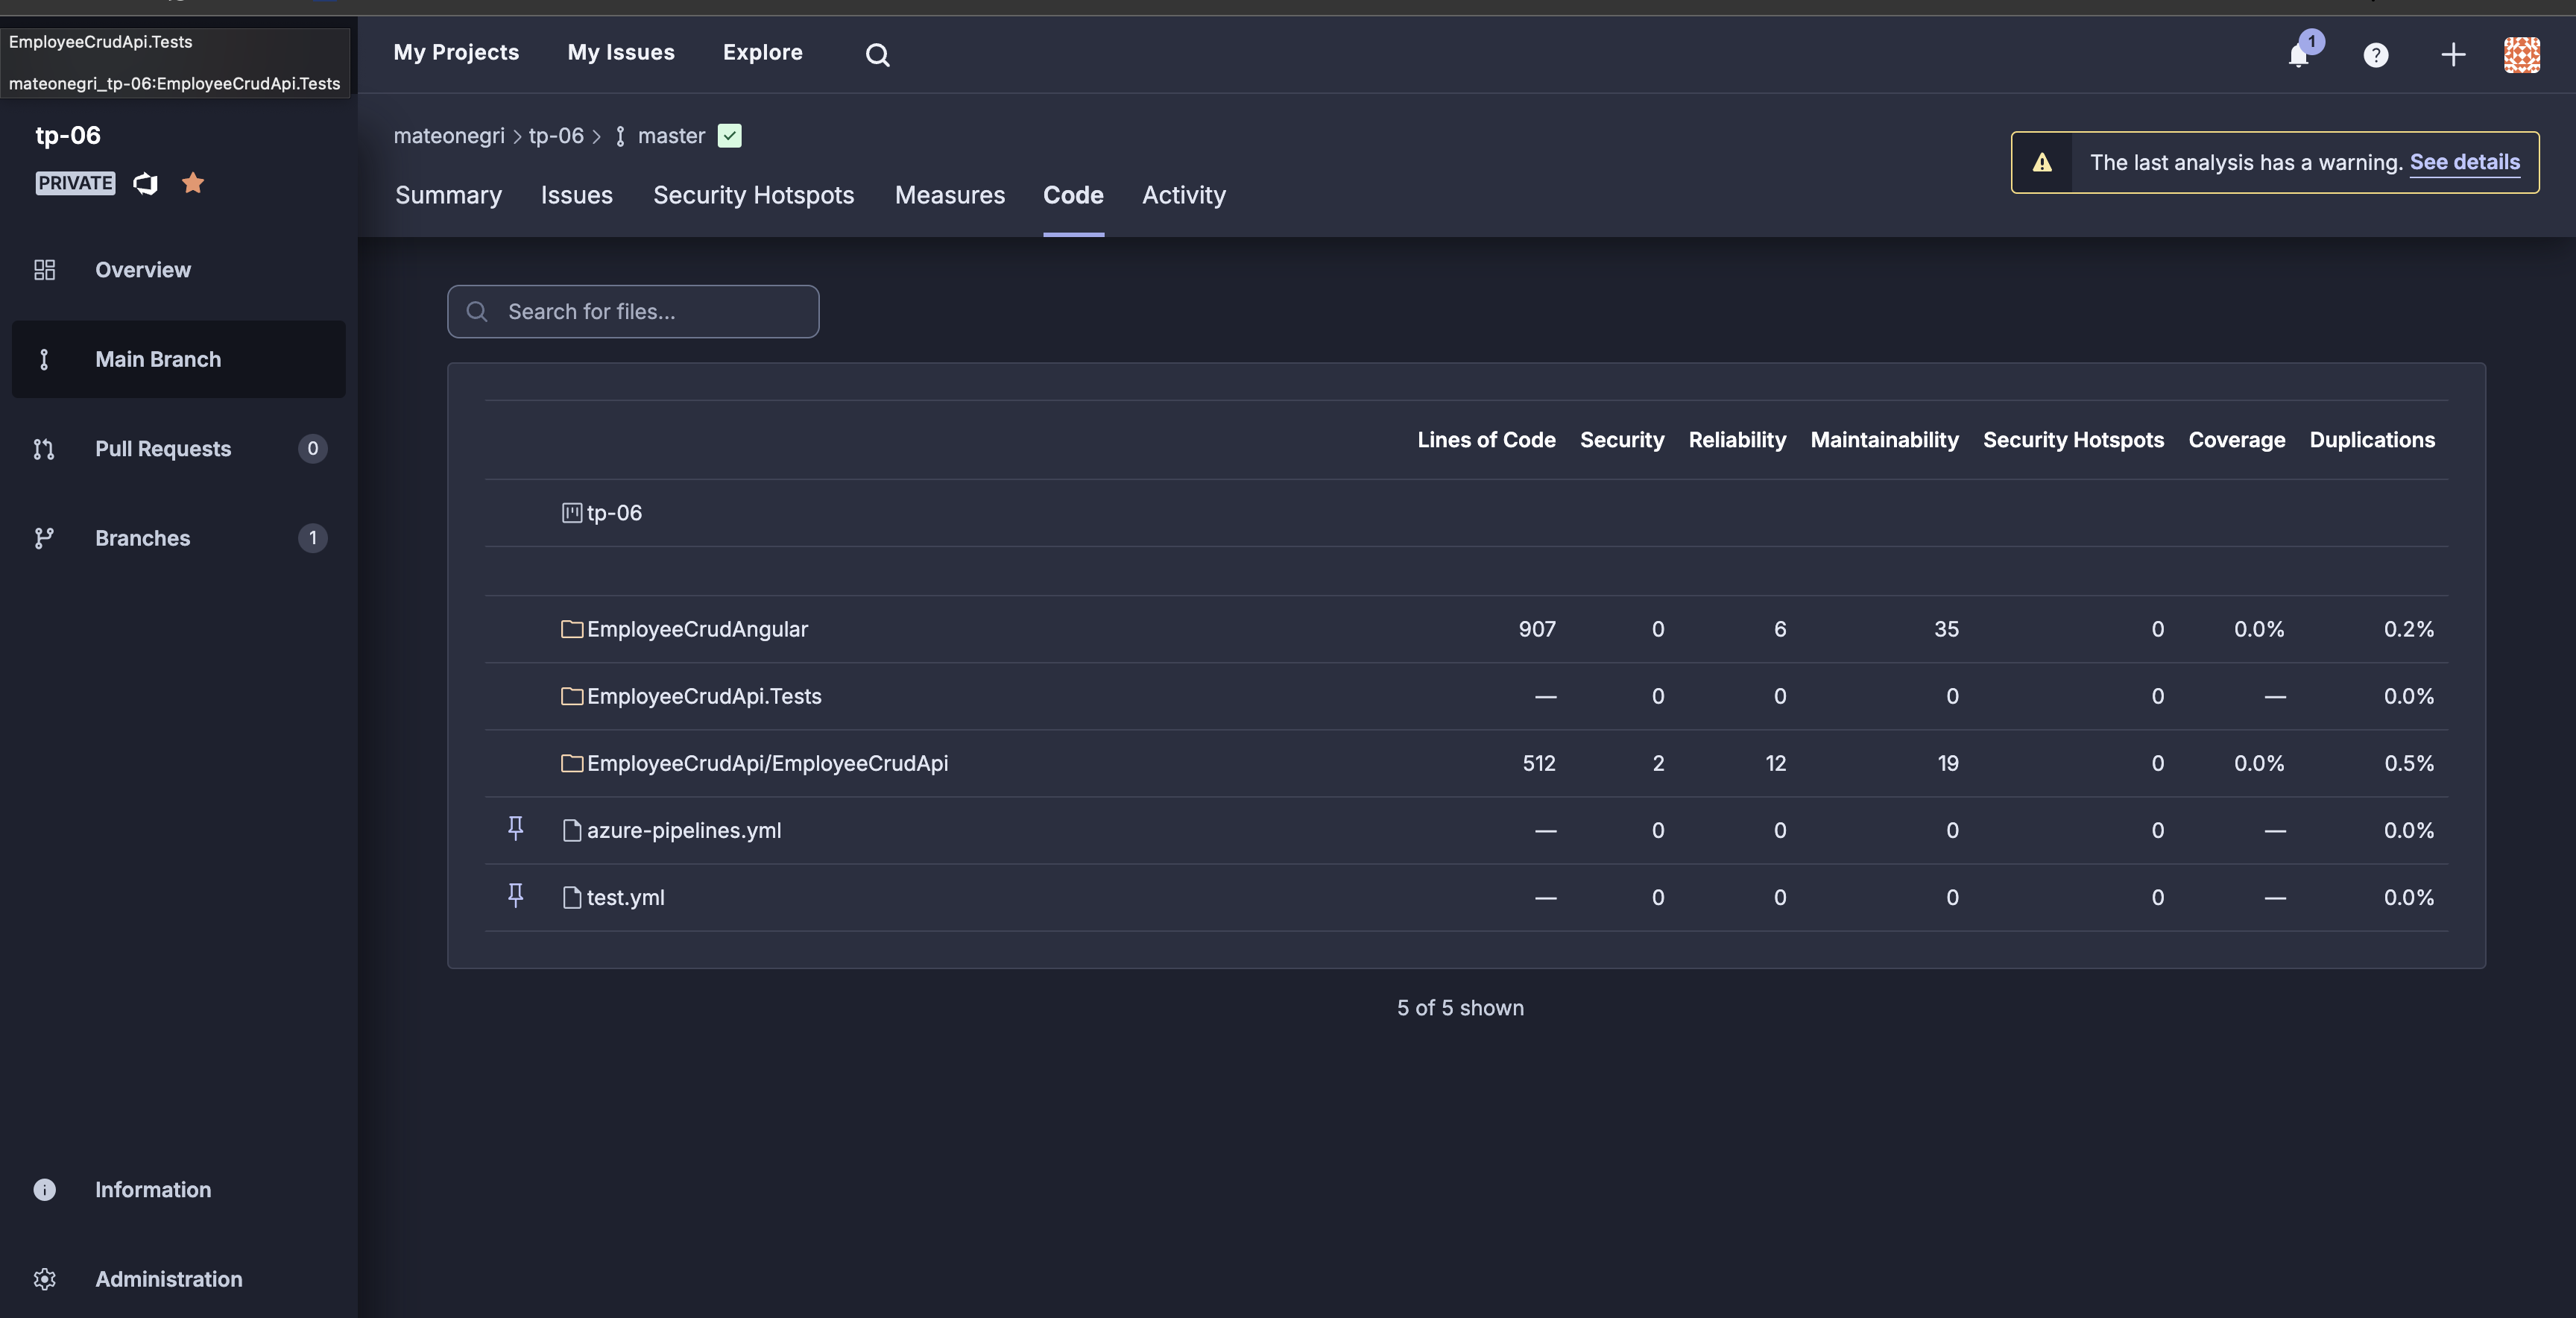 EmployeeCrudApi.Tests
mateonegri_tp-06:EmployeeCrudApi.Tests
My Projects My Issues Explore
1
?
tp-06
PRIVATE
mateonegri > tp-06 > master
The last analysis has a warning. See details
Summary Issues Security Hotspots Measures Code Activity
Overview
Main Branch
Pull Requests 0
Branches 1
Information
Administration
Search for files...
Lines of Code Security Reliability Maintainability Security Hotspots Coverage Duplications
tp-06
EmployeeCrudAngular 907 0 6 35 0 0.0% 0.2%
EmployeeCrudApi.Tests — 0 0 0 0 — 0.0%
EmployeeCrudApi/EmployeeCrudApi 512 2 12 19 0 0.0% 0.5%
azure-pipelines.yml — 0 0 0 0 — 0.0%
test.yml — 0 0 0 0 — 0.0%
5 of 5 shown